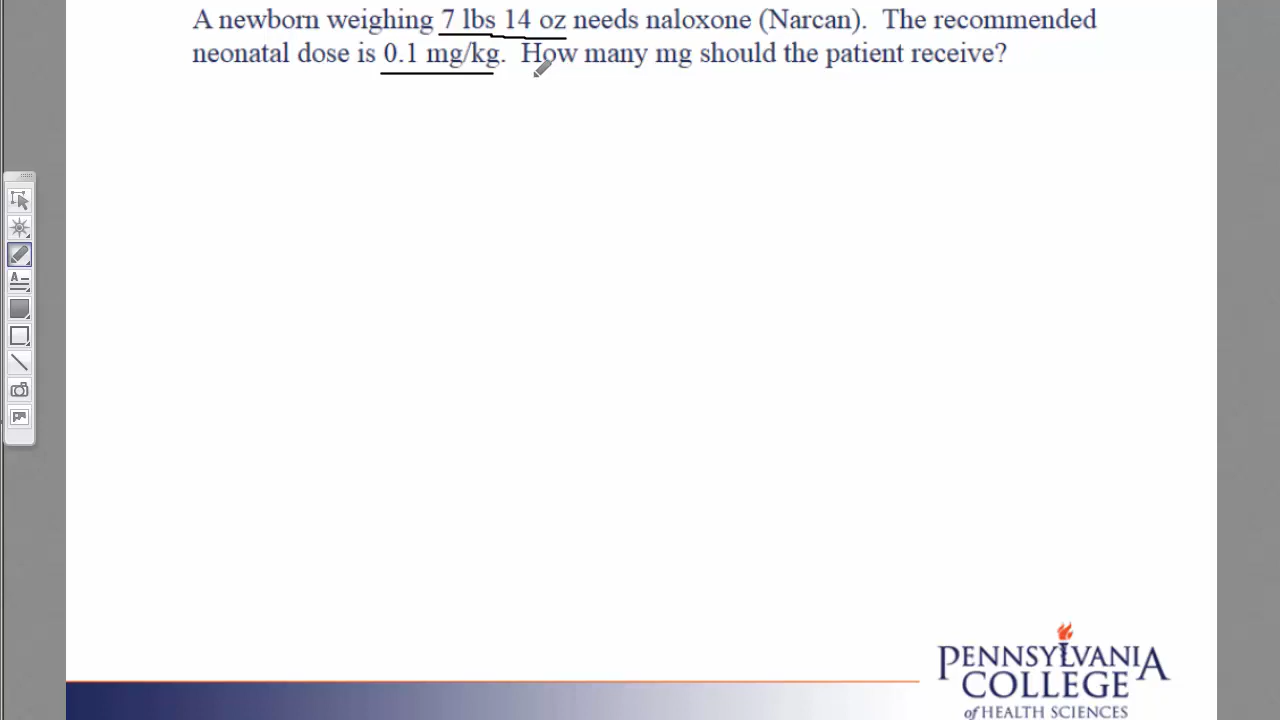 A newborn weighing 7 lbs 14 oz needs naloxone (Narcan). The recommended
neonatal dose is 0.1 mg/kg. How many mg should the patient receive?
A
PENNSYLVANIA
COLLEGE
of HEALTH SCIENCES